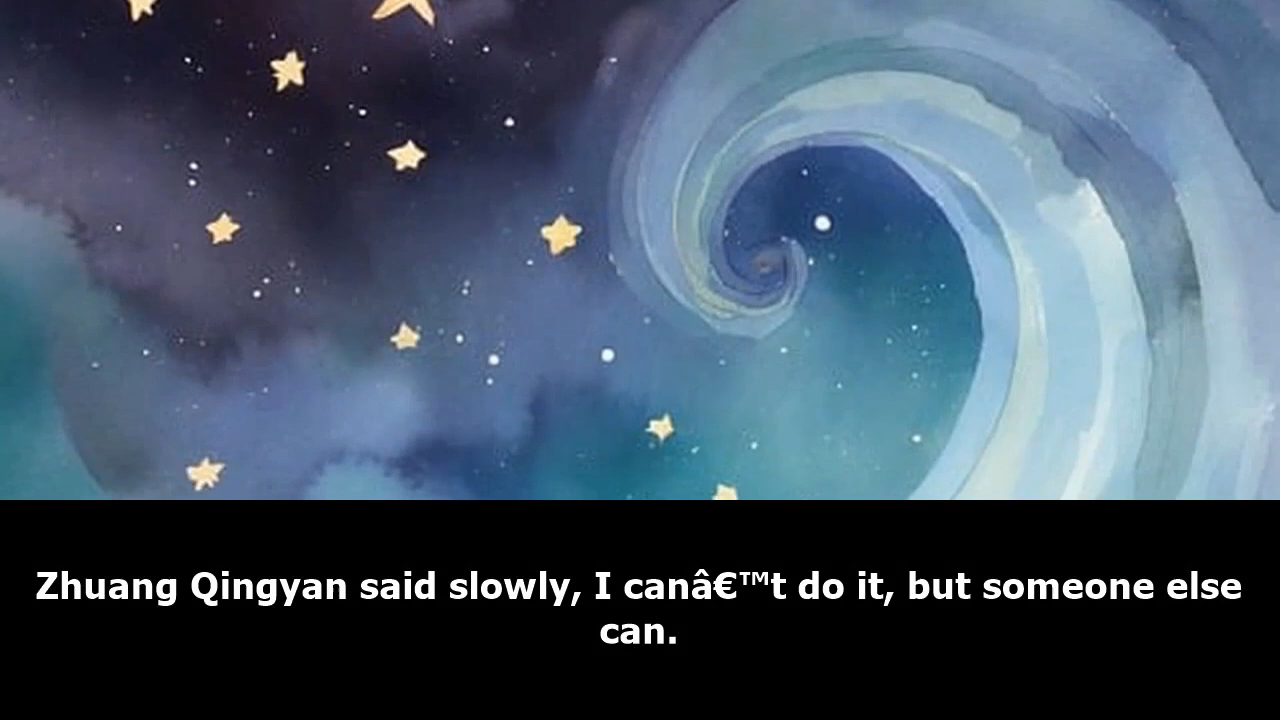 Zhuang Qingyan said slowly, I canâ€™t do it, but someone else
can.